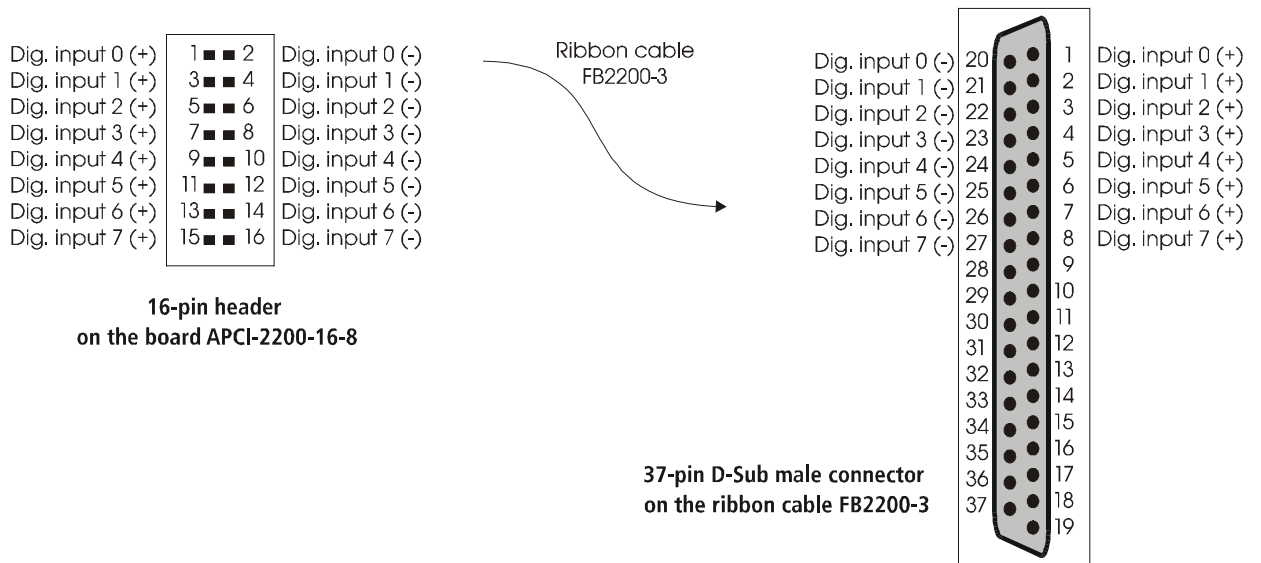 Dig. input 0 (+) 1 2 Dig. input 0 (-)
Dig. input 1 (+) 3 4 Dig. input 1 (-)
Dig. input 2 (+) 5 6 Dig. input 2 (-)
Dig. input 3 (+) 7 8 Dig. input 3 (-)
Dig. input 4 (+) 9 10 Dig. input 4 (-)
Dig. input 5 (+) 11 12 Dig. input 5 (-)
Dig. input 6 (+) 13 14 Dig. input 6 (-)
Dig. input 7 (+) 15 16 Dig. input 7 (-)
16-pin header
on the board APCI-2200-16-8
Ribbon cable
FB2200-3
Dig. input 0 (-) 20 1 Dig. input 0 (+)
Dig. input 1 (-) 21 2 Dig. input 1 (+)
Dig. input 2 (-) 22 3 Dig. input 2 (+)
Dig. input 3 (-) 23 4 Dig. input 3 (+)
Dig. input 4 (-) 24 5 Dig. input 4 (+)
Dig. input 5 (-) 25 6 Dig. input 5 (+)
Dig. input 6 (-) 26 7 Dig. input 6 (+)
Dig. input 7 (-) 27 8 Dig. input 7 (+)
28 9
29 10
30 11
31 12
32 13
33 14
34 15
35 16
36 17
37 18
19
37-pin D-Sub male connector
on the ribbon cable FB2200-3